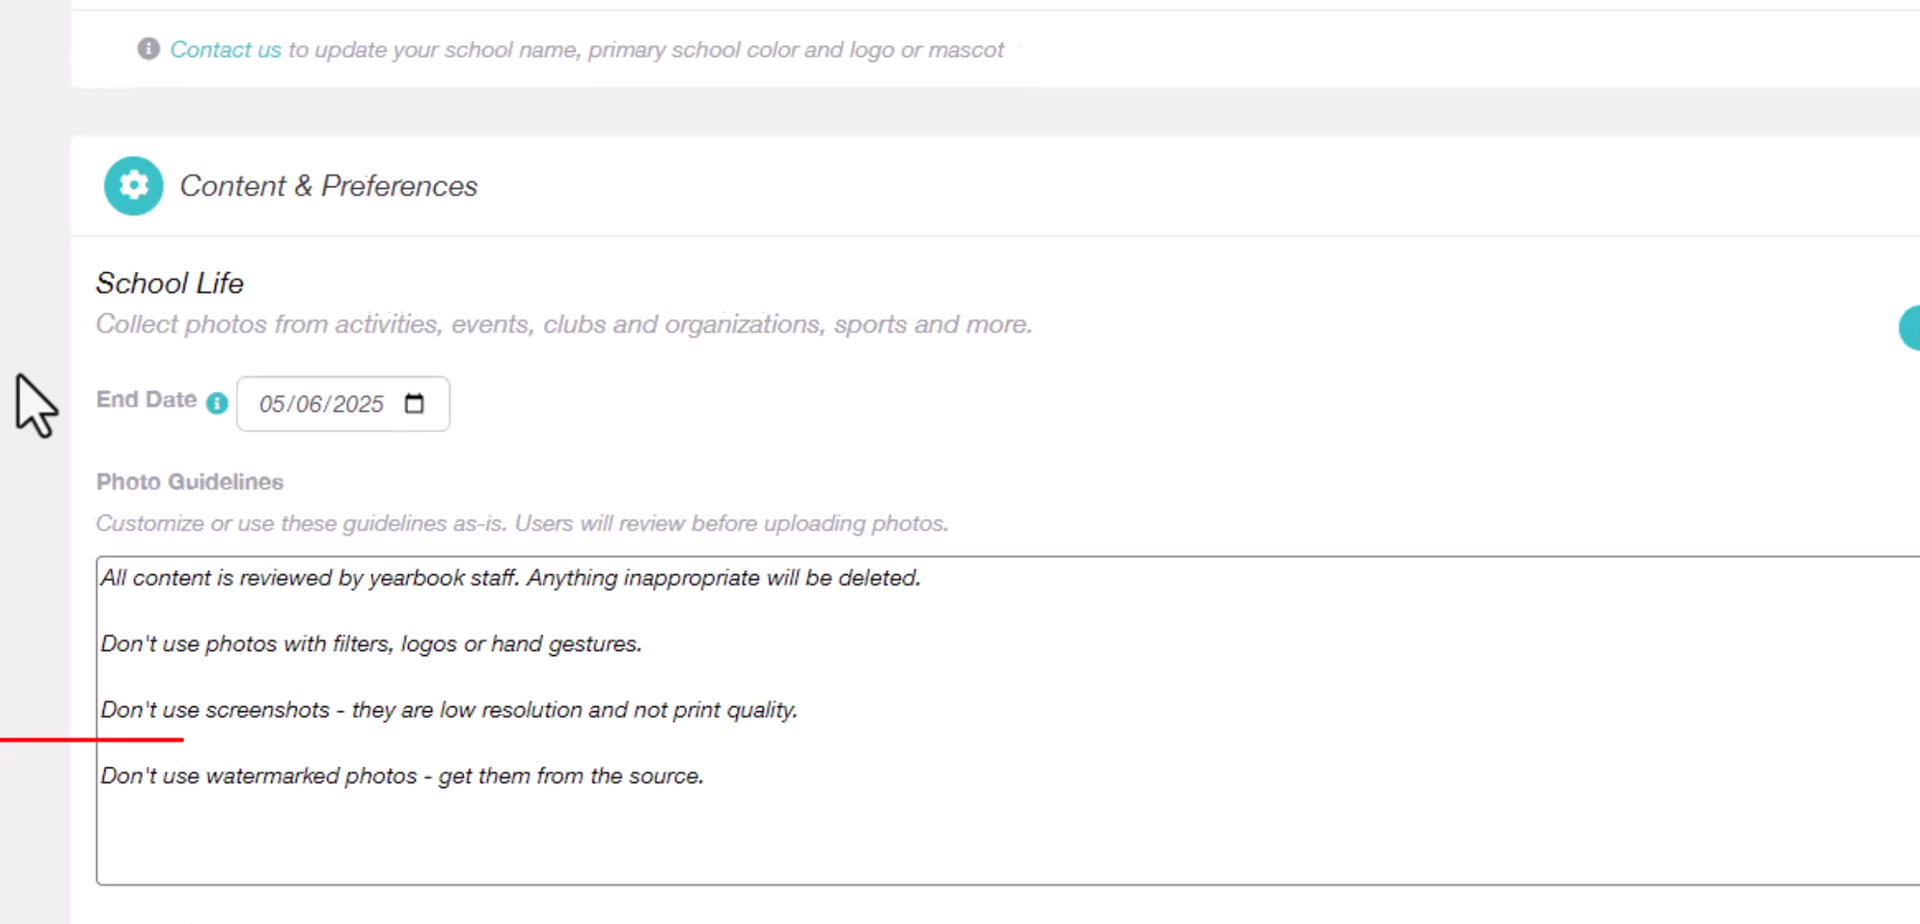 Contact us to update your school name, primary school color and logo or mascot
Content & Preferences
School Life
Collect photos from activities, events, clubs and organizations, sports and more.
End Date 05/06/2025
Photo Guidelines
Customize or use these guidelines as-is. Users will review before uploading photos.
All content is reviewed by yearbook staff. Anything inappropriate will be deleted.
Don't use photos with filters, logos or hand gestures.
Don't use screenshots - they are low resolution and not print quality.
Don't use watermarked photos - get them from the source.